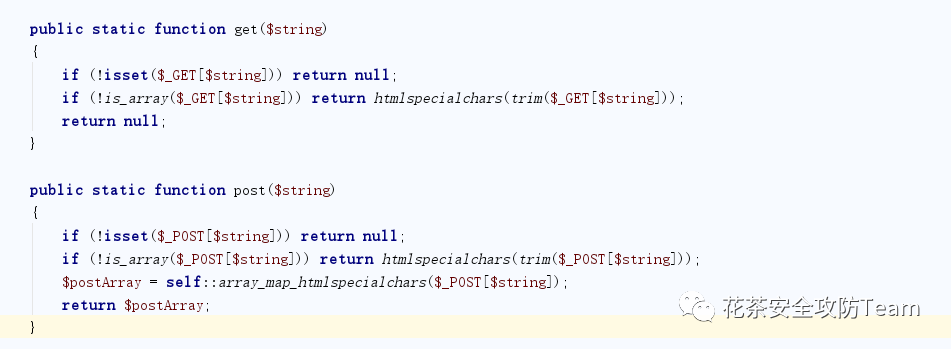 public static function get($string)
{
if (!isset($_GET[$string])) return null;
if (!is_array($_GET[$string])) return htmlspecialchars(trim($_GET[$string]));
return null;
}
public static function post($string)
{
if (!isset($_POST[$string])) return null;
if (!is_array($_POST[$string])) return htmlspecialchars(trim($_POST[$string]));
$postArray = self::array_map_htmlspecialchars($_POST[$string]);
return $postArray;
花茶安全攻防Team
}